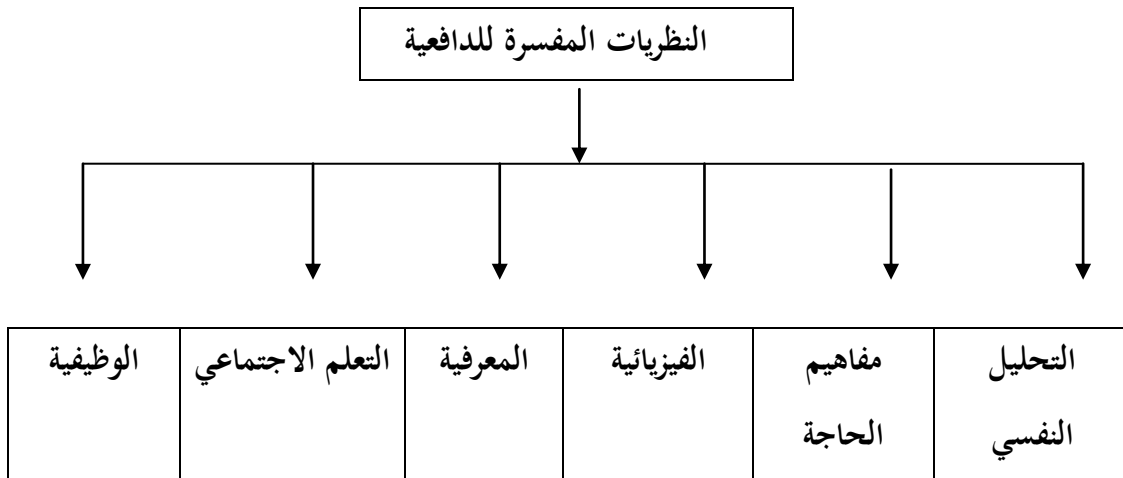 النظريات المفسرة للدافعية
التحليل
النفسي
مفاهيم
الحاجة
الفيزيائية
المعرفية
التعلم الاجتماعي
الوظيفية